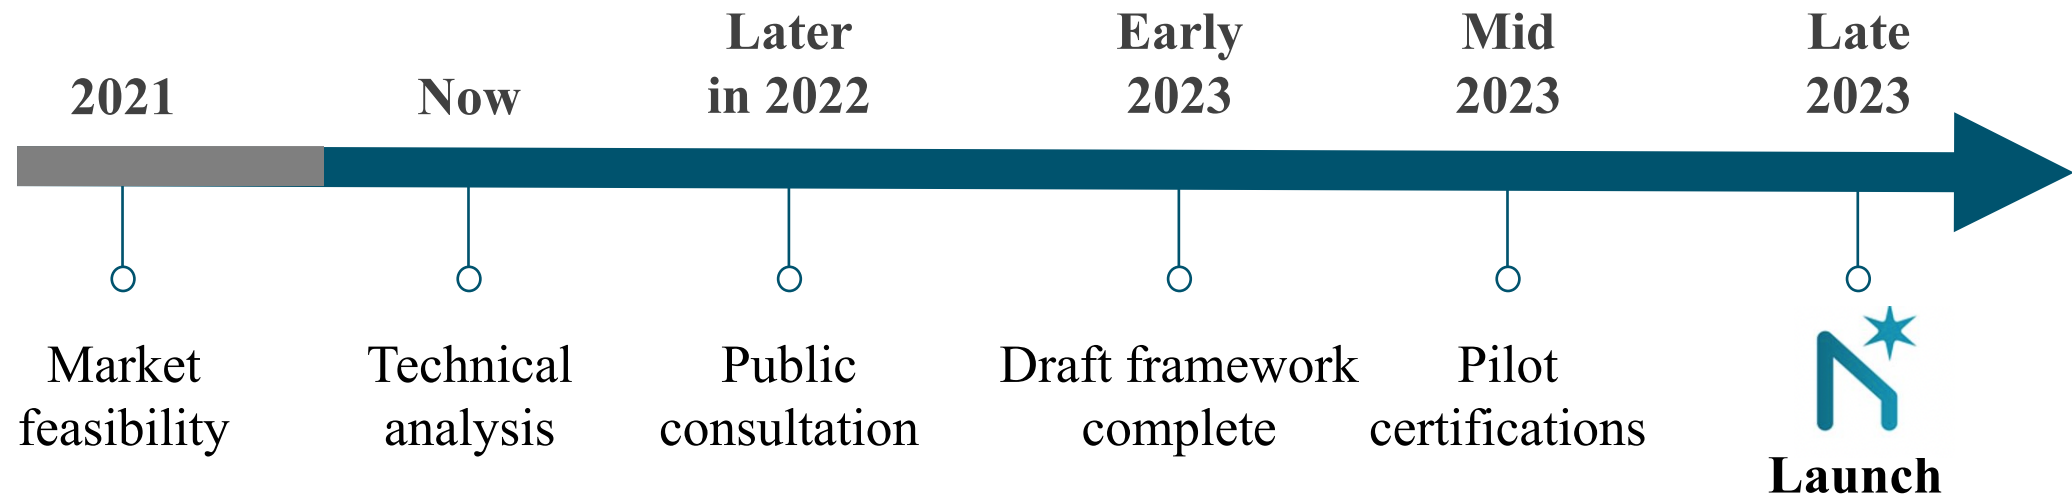 2021
Now
Later
in 2022
Early
2023
Mid
2023
Late
2023
Market
feasibility
Technical
analysis
Public
consultation
Draft framework
complete
Pilot
certifications
Launch